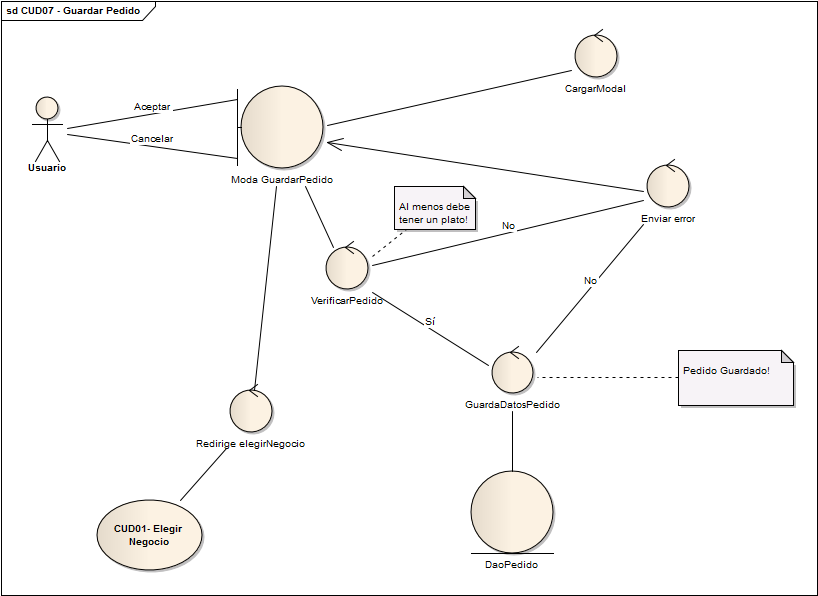 sd CUD07 - Guardar Pedido
CargarModal
Aceptar
Cancelar
Usuario
Moda GuardarPedido
Al menos debe
tener un plato!
Enviar error
No
VerificarPedido
No
Sí
Pedido Guardado!
GuardaDatosPedido
Redirige elegirNegocio
CUD01- Elegir
Negocio
DaoPedido